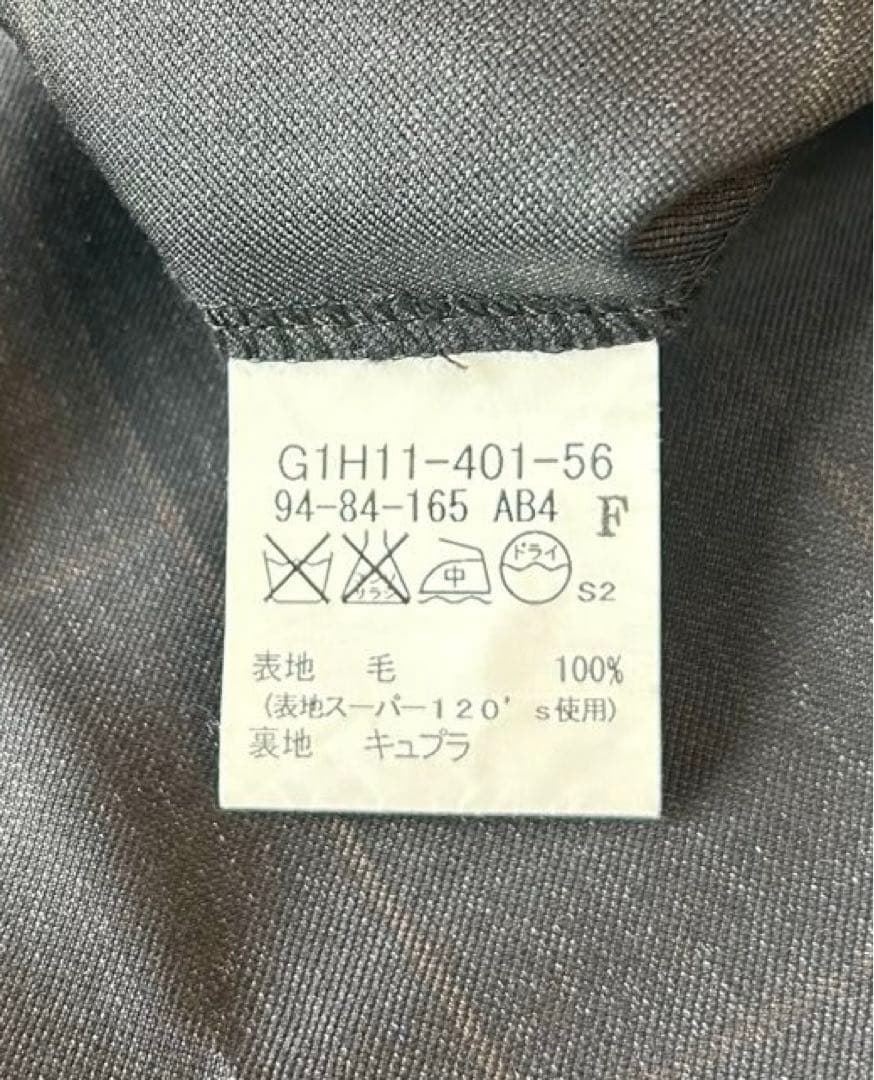 G1H11-401-56
94-84-165 AB4 F
中 ドライ S2
表地 毛 100%
(表地スーパー120's使用)
裏地 キュプラ